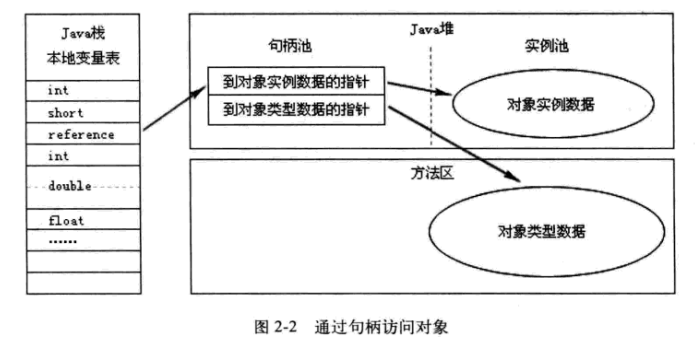 Java栈
本地变量表
int
short
reference
int
double
float
……
句柄池
Java堆
实例池
到对象实例数据的指针
到对象类型数据的指针
对象实例数据
方法区
对象类型数据
图 2-2 通过句柄访问对象